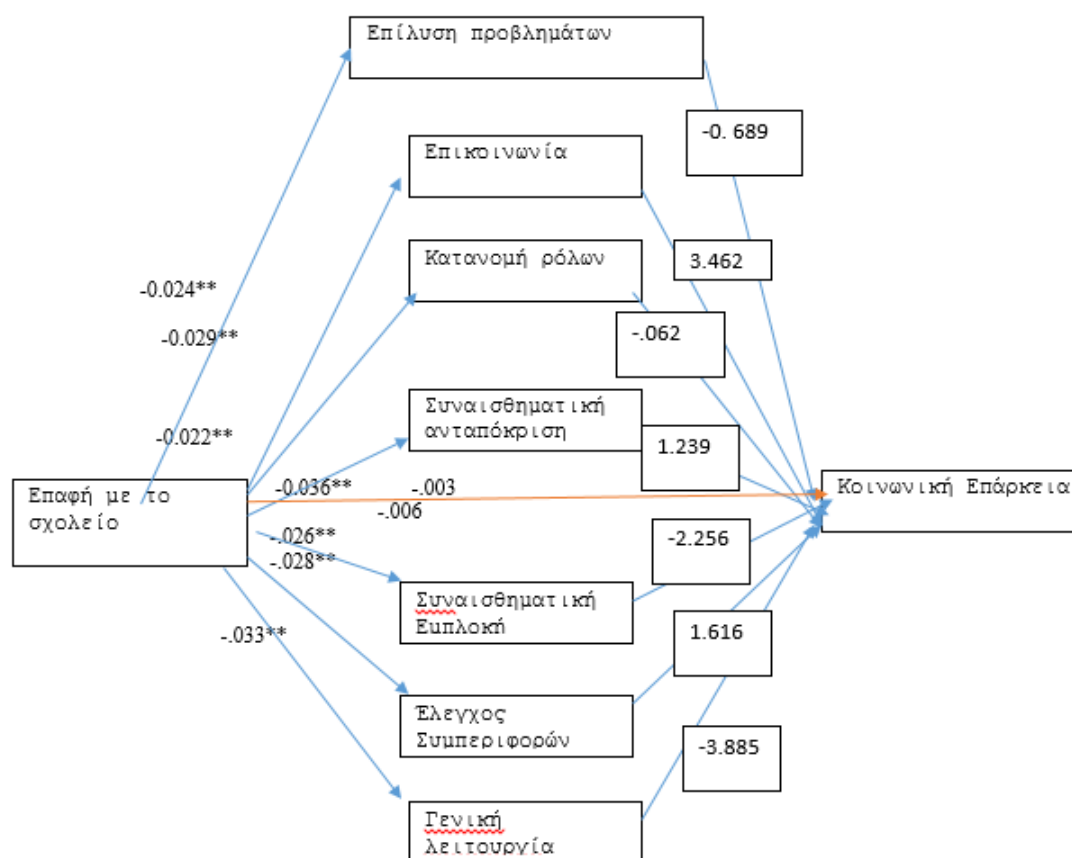 Επίλυση προβλημάτων
-0. 689
Επικοινωνία
Κατανομή ρόλων
3.462
-0.024**
-0.029**
-.062
Συναισθηματική
ανταπόκριση
-0.022**
1.239
Επαφή με το
σχολείο
-0.036**
-.003
-.006
Κοινωνική Επάρκεια
-.026**
-.028**
-2.256
Συναισθηματική
Εμπλοκή
-.033**
1.616
Έλεγχος
Συμπεριφορών
-3.885
Γενική
λειτουργία